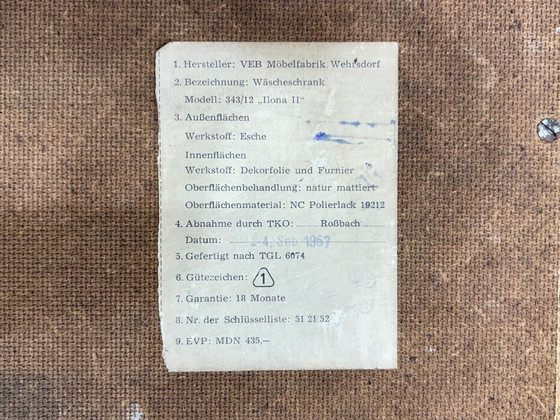 1. Hersteller: VEB Möbelfabrik Wehrsdorf
2. Bezeichnung: Wäscheschrank
Modell: 343/12 „Ilona II"
3. Außenflächen
Werkstoff: Esche
Innenflächen
Werkstoff: Dekorfolie und Furnier
Oberflächenbehandlung: natur mattiert
Oberflächenmaterial: NC Polierlack 19212
4. Abnahme durch TKO: Roßbach
Datum: - 4. Sep. 1967
5. Gefertigt nach TGL 6074
6. Gütezeichen: 1
7. Garantie: 18 Monate
8. Nr. der Schlüsselliste: 51 21 52
9. EVP: MDN 435,—